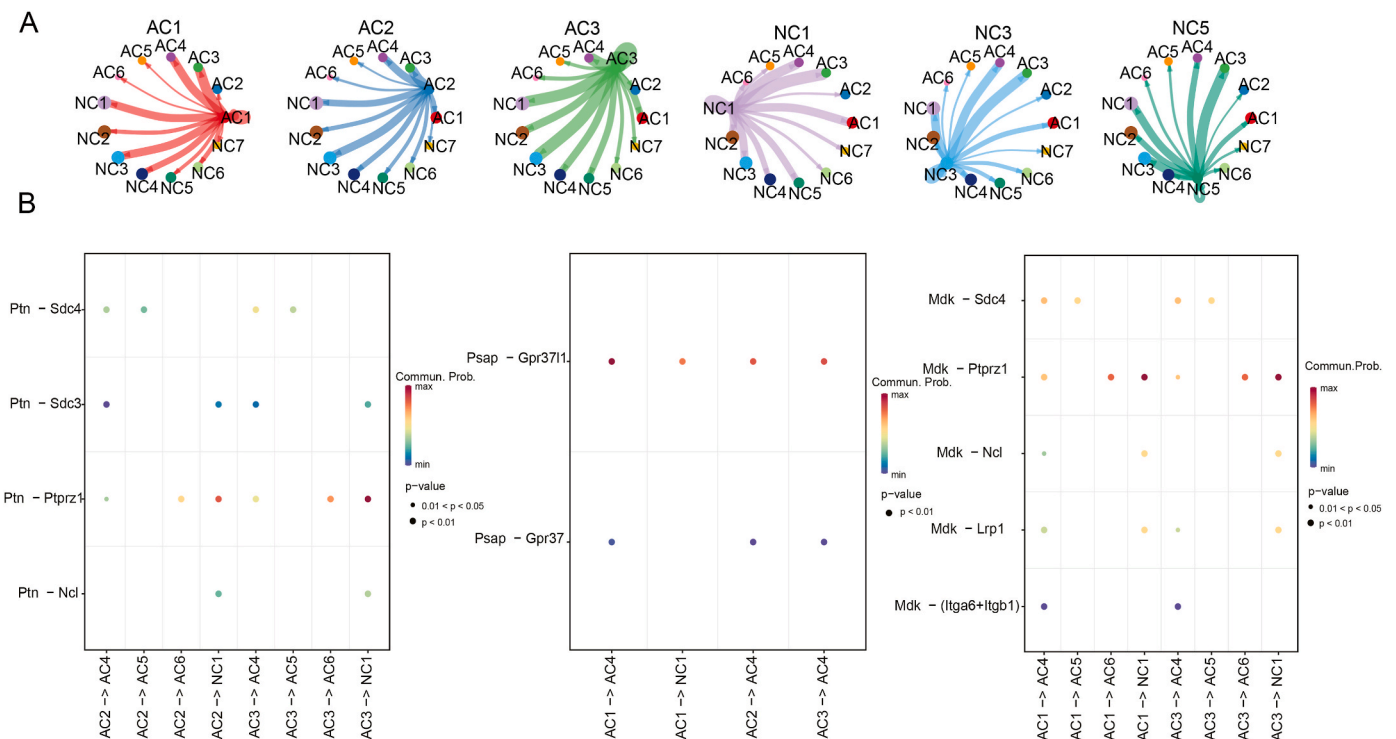 A
AC1
AC4
AC5
AC3
AC6
AC2
NC1
AC1
NC2
NC7
NC3
NC6
NC4
NC5
AC2
AC4
AC5
AC3
AC6
AC2
NC1
AC1
NC2
NC7
NC3
NC6
NC4
NC5
AC3
AC4
AC5
AC3
AC6
AC2
NC1
AC1
NC2
NC7
NC3
NC6
NC4
NC5
NC1
AC4
AC5
AC3
AC6
AC2
NC1
AC1
NC2
NC7
NC3
NC6
NC4
NC5
NC3
AC4
AC5
AC3
AC6
AC2
NC1
AC1
NC2
NC7
NC3
NC6
NC4
NC5
NC5
AC4
AC5
AC3
AC6
AC2
NC1
AC1
NC2
NC7
NC3
NC6
NC4
NC5
B
Ptn − Sdc4
Ptn − Sdc3
Ptn − Ptprz1
Ptn − Ncl
AC2 −> AC4
AC2 −> AC5
AC2 −> AC6
AC2 −> NC1
AC3 −> AC4
AC3 −> AC5
AC3 −> AC6
AC3 −> NC1
Commun. Prob.
max
min
p-value
0.01 < p < 0.05
p < 0.01
Psap − Gpr37l1
Psap − Gpr37
AC1 −> AC4
AC1 −> NC1
AC2 −> AC4
AC3 −> AC4
Commun. Prob.
max
min
p-value
p < 0.01
Mdk − Sdc4
Mdk − Ptprz1
Mdk − Ncl
Mdk − Lrp1
Mdk − (Itga6+Itgb1)
AC1 −> AC4
AC1 −> AC5
AC1 −> AC6
AC1 −> NC1
AC3 −> AC4
AC3 −> AC5
AC3 −> AC6
AC3 −> NC1
Commun.Prob.
max
min
p-value
0.01 < p < 0.05
p < 0.01